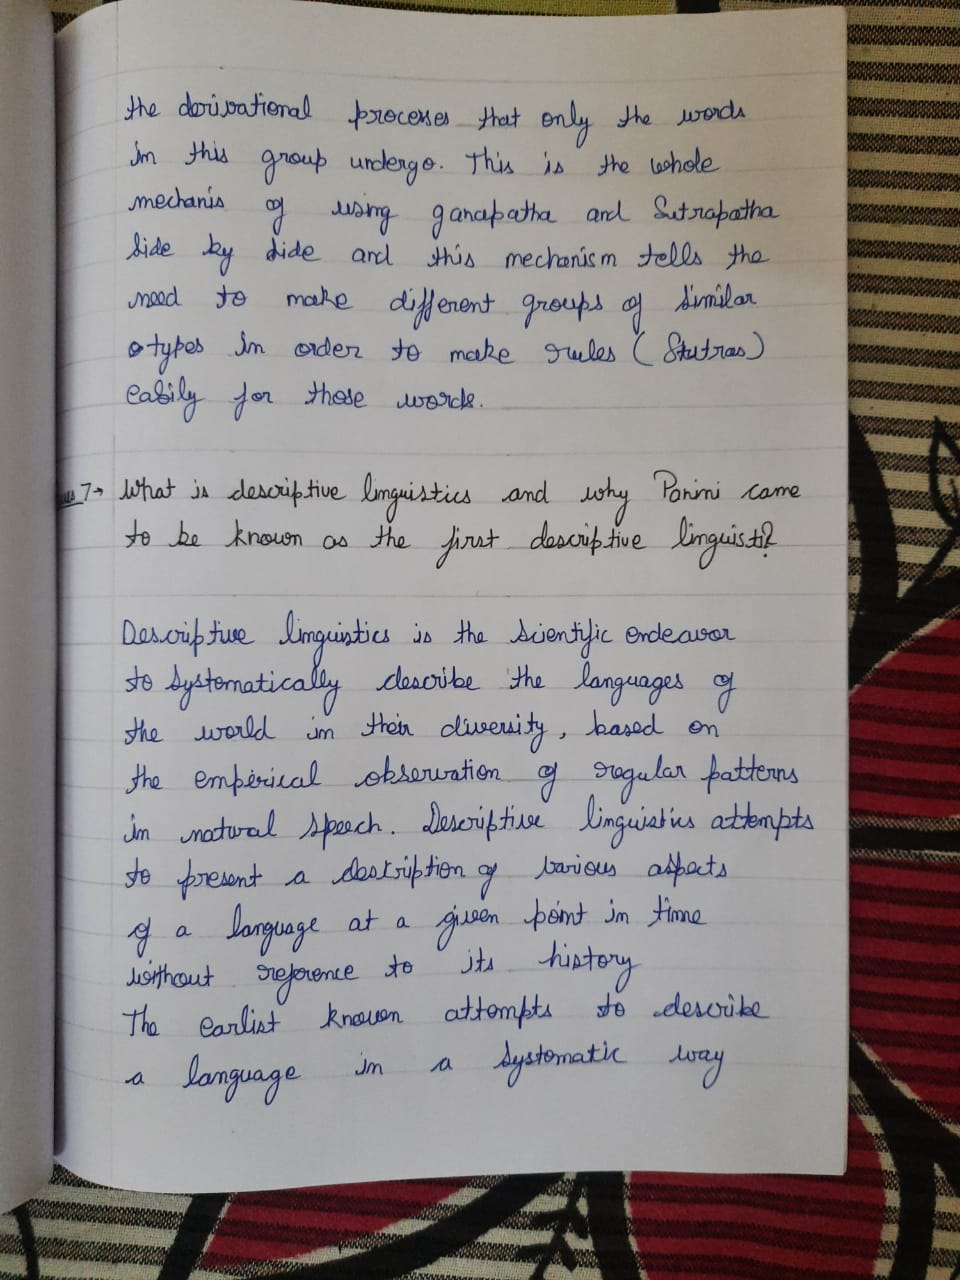 the derivational processes that only the words
in this group undergo. This is the whole
mechanis of using ganapatha and Sutrapatha
Side by side and this mechanism tells the
need to make different groups of similar
types in order to make rules (Stutras)
easily for those words.
7→ What is descriptive linguistics and why Panini came
to be known as the first descriptive linguistic?
Descriptive linguistics is the scientific endeavor
to systematically describe the languages of
the world in their diversity, based on
the empirical observation of regular patterns
in natural speech. Descriptive linguistics attempts
to present a description of various aspects
of a language at a given point in time
without reference to its history
The earlist known attempts to describe
a language in a systematic way